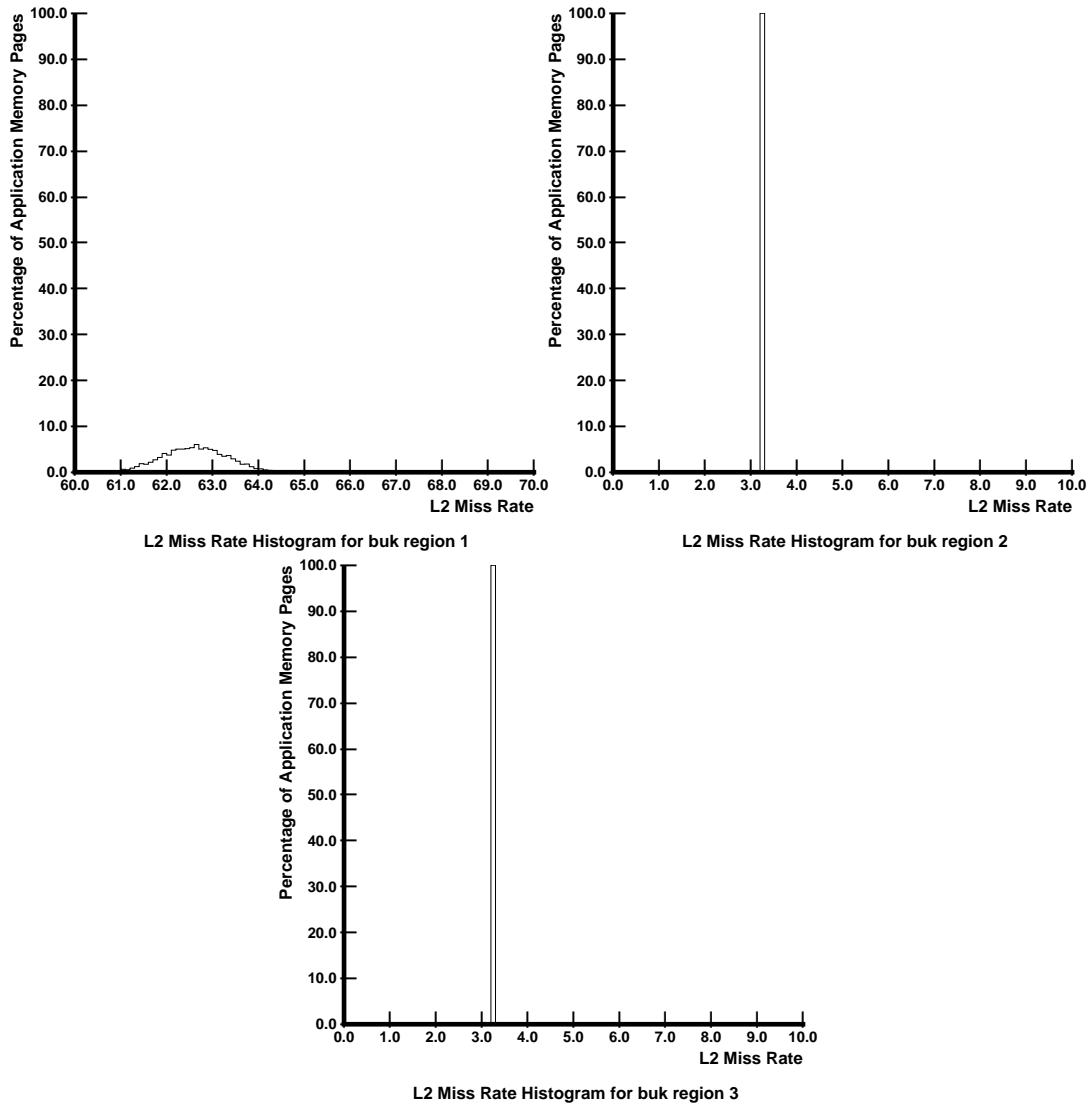 Percentage of Application Memory Pages
100.0
90.0
80.0
70.0
60.0
50.0
40.0
30.0
20.0
10.0
0.0
60.0 61.0 62.0 63.0 64.0 65.0 66.0 67.0 68.0 69.0 70.0
L2 Miss Rate
L2 Miss Rate Histogram for buk region 1
Percentage of Application Memory Pages
100.0
90.0
80.0
70.0
60.0
50.0
40.0
30.0
20.0
10.0
0.0
0.0 1.0 2.0 3.0 4.0 5.0 6.0 7.0 8.0 9.0 10.0
L2 Miss Rate
L2 Miss Rate Histogram for buk region 2
Percentage of Application Memory Pages
100.0
90.0
80.0
70.0
60.0
50.0
40.0
30.0
20.0
10.0
0.0
0.0 1.0 2.0 3.0 4.0 5.0 6.0 7.0 8.0 9.0 10.0
L2 Miss Rate
L2 Miss Rate Histogram for buk region 3